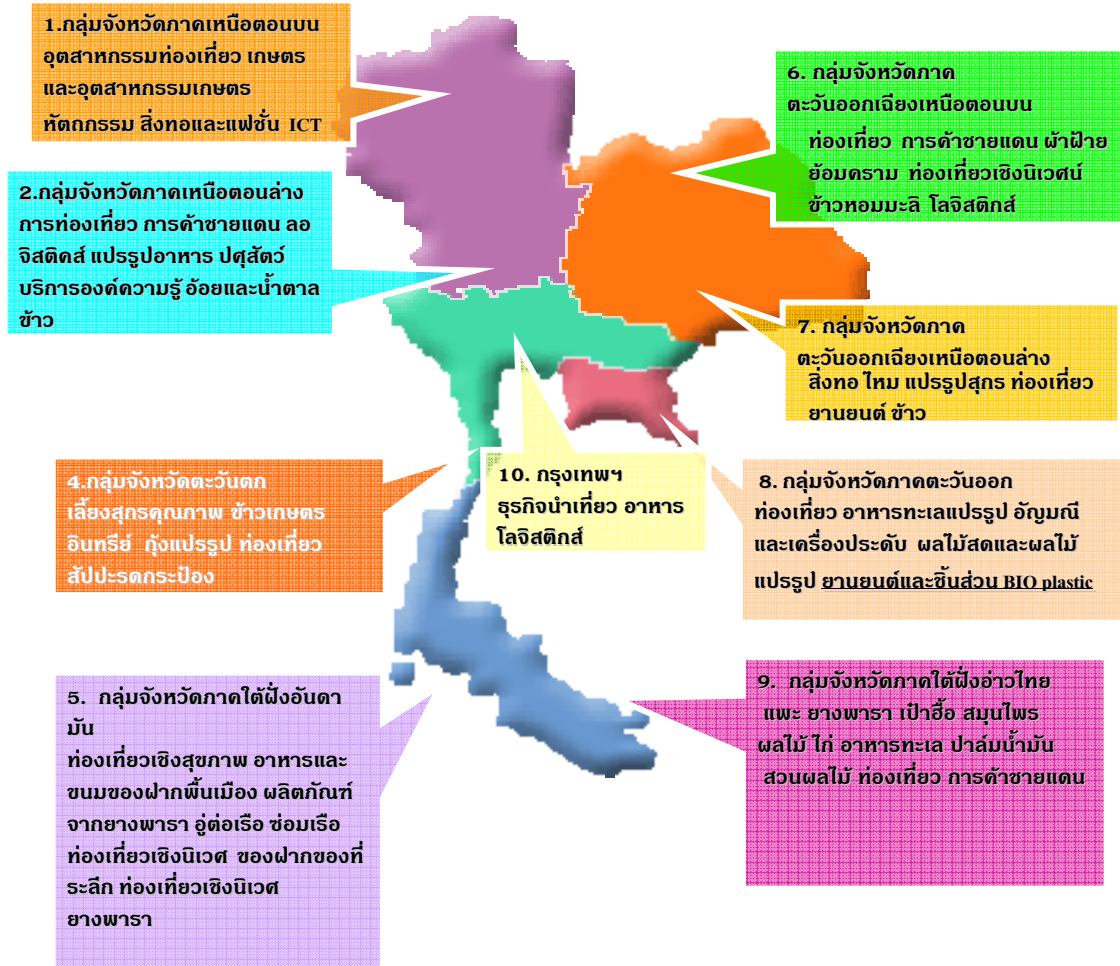 1.กลุ่มจังหวัดภาคเหนือตอนบน
อุตสาหกรรมท่องเที่ยว เกษตร
และอุตสาหกรรมเกษตร
หัตถกรรม สิ่งทอและแฟชั่น ICT
2.กลุ่มจังหวัดภาคเหนือตอนล่าง
การท่องเที่ยว การค้าชายแดน ลอ
จิสติคส์ แปรรูปอาหาร ปศุสัตว์
บริการองค์ความรู้ อ้อยและน้ำตาล
ข้าว
6. กลุ่มจังหวัดภาค
ตะวันออกเฉียงเหนือตอนบน
ท่องเที่ยว การค้าชายแดน ผ้าฝ้าย
ย้อมคราม ท่องเที่ยวเชิงนิเวศน์
ข้าวหอมมะลิ โลจิสติกส์
7. กลุ่มจังหวัดภาค
ตะวันออกเฉียงเหนือตอนล่าง
สิ่งทอ ไหม แปรรูปสุกร ท่องเที่ยว
ยานยนต์ ข้าว
4.กลุ่มจังหวัดตะวันตก
เลี้ยงสุกรคุณภาพ ข้าวเกษตร
อินทรีย์ กุ้งแปรรูป ท่องเที่ยว
สัปปะรดกระป๋อง
10. กรุงเทพฯ
ธุรกิจนำเที่ยว อาหาร
โลจิสติกส์
8. กลุ่มจังหวัดภาคตะวันออก
ท่องเที่ยว อาหารทะเลแปรรูป อัญมณี
และเครื่องประดับ ผลไม้สดและผลไม้
แปรรูป ยานยนต์และชิ้นส่วน BIO plastic
5. กลุ่มจังหวัดภาคใต้ฝั่งอันดา
มัน
ท่องเที่ยวเชิงสุขภาพ อาหารและ
ขนมของฝากพื้นเมือง ผลิตภัณฑ์
จากยางพารา อู่ต่อเรือ ซ่อมเรือ
ท่องเที่ยวเชิงนิเวศ ของฝากของที่
ระลึก ท่องเที่ยวเชิงนิเวศ
ยางพารา
9. กลุ่มจังหวัดภาคใต้ฝั่งอ่าวไทย
แพะ ยางพารา เป๋าฮื้อ สมุนไพร
ผลไม้ ไก่ อาหารทะเล ปาล์มน้ำมัน
สวนผลไม้ ท่องเที่ยว การค้าชายแดน